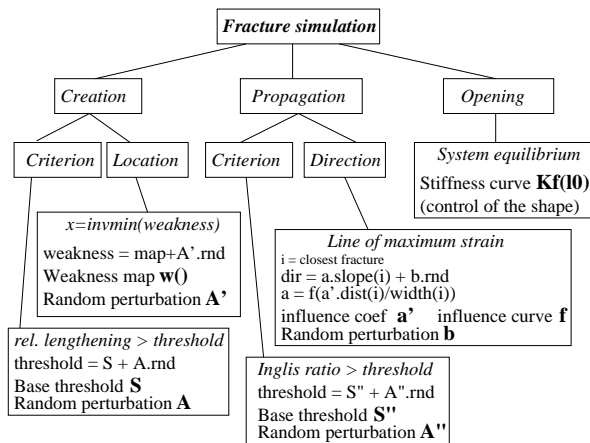 Fracture simulation
Creation
Propagation
Opening
Criterion
Location
Criterion
Direction
System equilibrium
Stiffness curve Kf(l0)
(control of the shape)
x=invmin(weakness)
weakness = map+A'.rnd
Weakness map w()
Random perturbation A'
Line of maximum strain
i = closest fracture
dir = a.slope(i) + b.rnd
a = f(a'.dist(i)/width(i))
influence coef a' influence curve f
Random perturbation b
rel. lengthening > threshold
threshold = S + A.rnd
Base threshold S
Random perturbation A
Inglis ratio > threshold
threshold = S" + A".rnd
Base threshold S"
Random perturbation A"